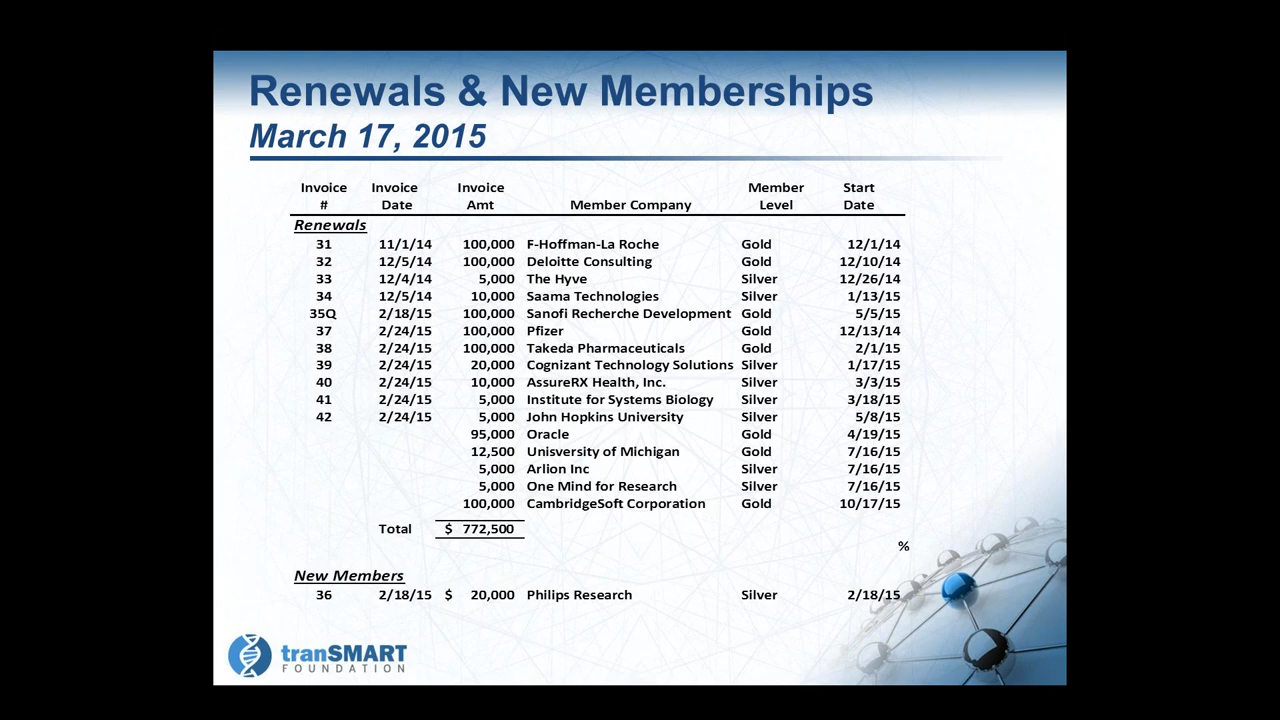 Renewals & New Memberships
March 17, 2015
Invoice Invoice Invoice Member Start
# Date Amt Member Company Level Date
Renewals
31 11/1/14 100,000 F-Hoffman-La Roche Gold 12/1/14
32 12/5/14 100,000 Deloitte Consulting Gold 12/10/14
33 12/4/14 5,000 The Hyve Silver 12/26/14
34 12/5/14 10,000 Saama Technologies Silver 1/13/15
35Q 2/18/15 100,000 Sanofi Recherche Development Gold 5/5/15
37 2/24/15 100,000 Pfizer Gold 12/13/14
38 2/24/15 100,000 Takeda Pharmaceuticals Gold 2/1/15
39 2/24/15 20,000 Cognizant Technology Solutions Silver 1/17/15
40 2/24/15 10,000 AssureRX Health, Inc. Silver 3/3/15
41 2/24/15 5,000 Institute for Systems Biology Silver 3/18/15
42 2/24/15 5,000 John Hopkins University Silver 5/8/15
95,000 Oracle Gold 4/19/15
12,500 Unisversity of Michigan Gold 7/16/15
5,000 Arlion Inc Silver 7/16/15
5,000 One Mind for Research Silver 7/16/15
100,000 CambridgeSoft Corporation Gold 10/17/15
Total $ 772,500
%
New Members
36 2/18/15 $ 20,000 Philips Research Silver 2/18/15
tranSMART
FOUNDATION